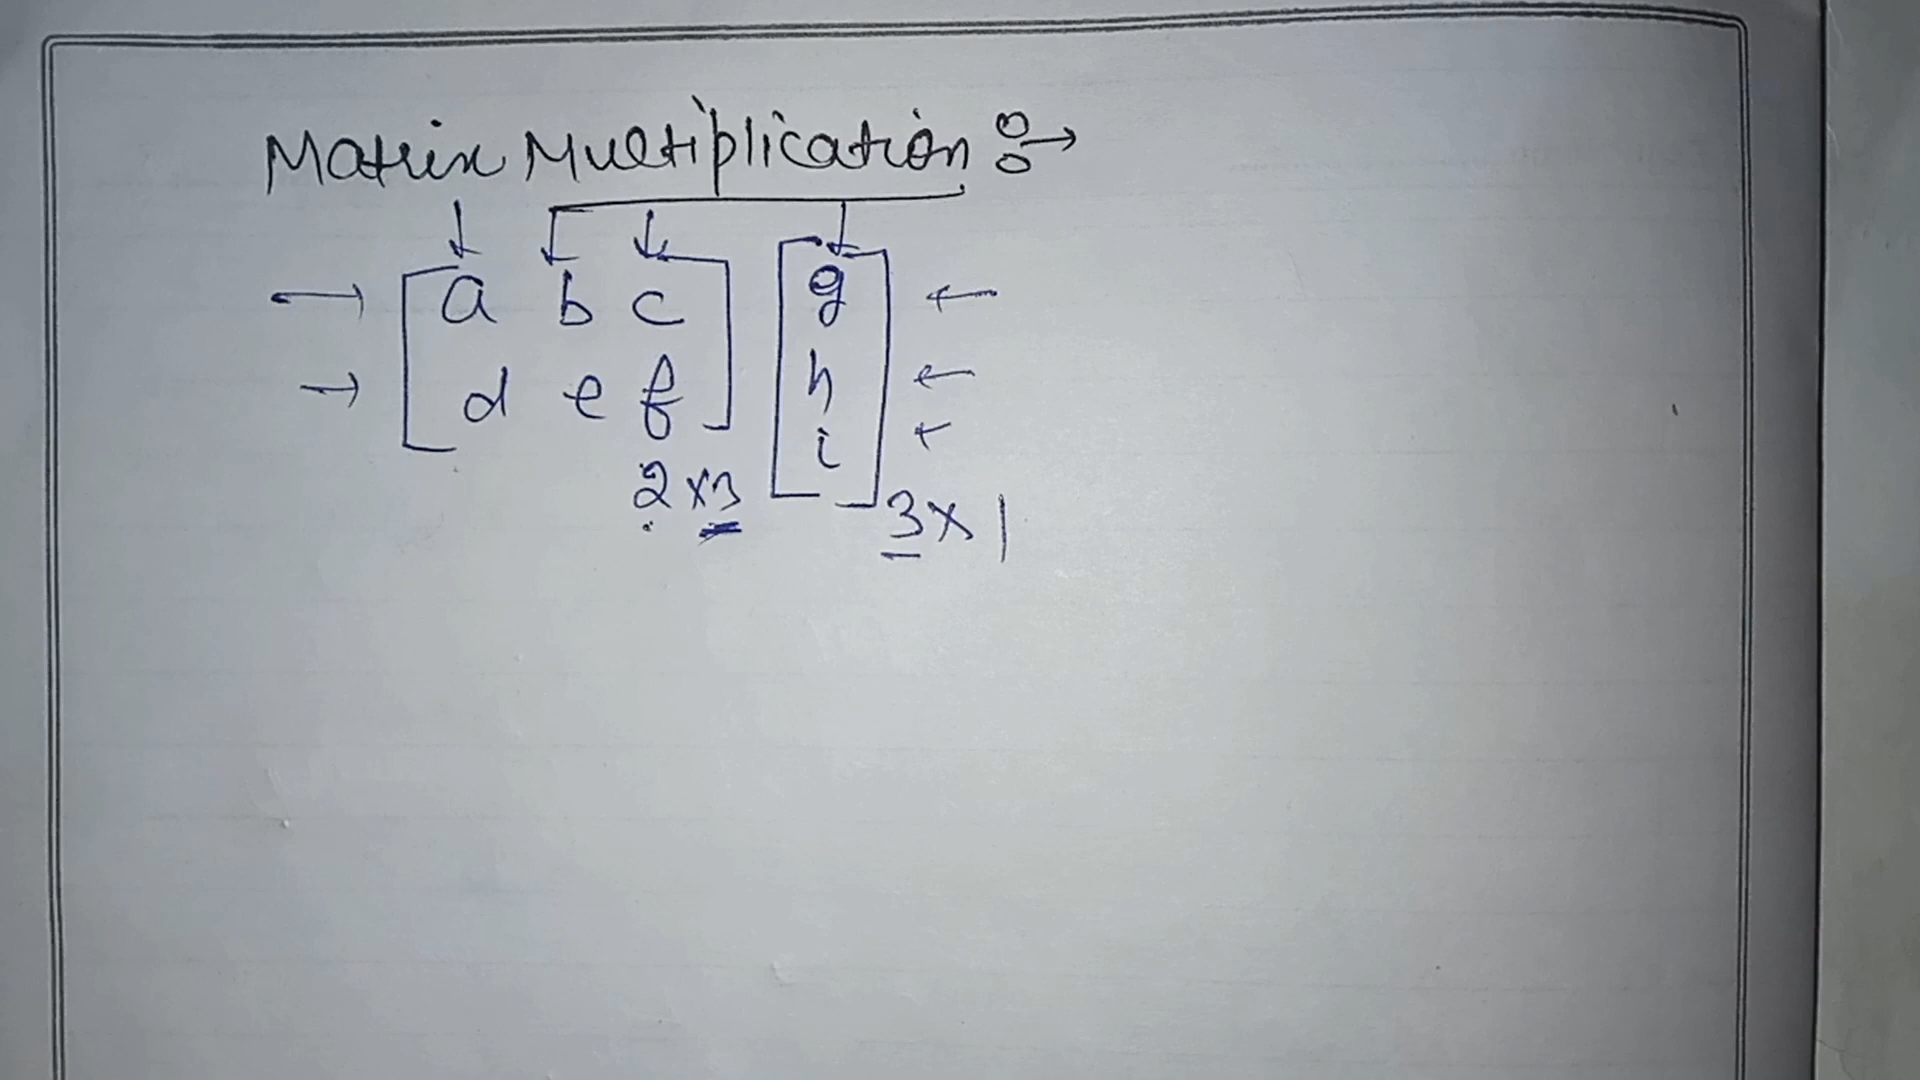 Matrix Multiplication :→
→ [a b c] [g] ←
→ [d e f] [h] ←
[i] ←
2×3
3×1